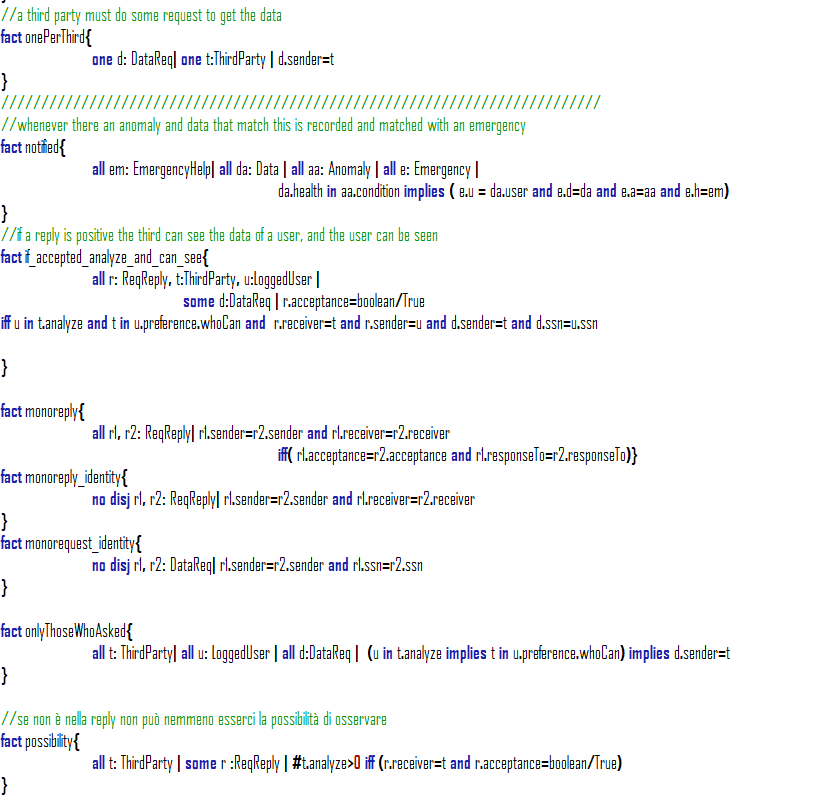 }
//a third party must do some request to get the data
fact onePerThird{
one d: DataReq| one t:ThirdParty | d.sender=t
}
///////////////////////////////////////////////////////////////////////////
//whenever there an anomaly and data that match this is recorded and matched with an emergency
fact notified{
all em: EmergencyHelp| all da: Data | all aa: Anomaly | all e: Emergency |
da.health in aa.condition implies ( e.u = da.user and e.d=da and e.a=aa and e.h=em)
}
//if a reply is positive the third can see the data of a user, and the user can be seen
fact if_accepted_analyze_and_can_see{
all r: ReqReply, t:ThirdParty, u:LoggedUser |
some d:DataReq | r.acceptance=boolean/True
iff u in t.analyze and t in u.preference.whoCan and r.receiver=t and r.sender=u and d.sender=t and d.ssn=u.ssn
}
fact monoreply{
all r1, r2: ReqReply| r1.sender=r2.sender and r1.receiver=r2.receiver
iff( r1.acceptance=r2.acceptance and r1.responseTo=r2.responseTo)}
fact monoreply_identity{
no disj r1, r2: ReqReply| r1.sender=r2.sender and r1.receiver=r2.receiver
}
fact monorequest_identity{
no disj r1, r2: DataReq| r1.sender=r2.sender and r1.ssn=r2.ssn
}
fact onlyThoseWhoAsked{
all t: ThirdParty| all u: LoggedUser | all d:DataReq | (u in t.analyze implies t in u.preference.whoCan) implies d.sender=t
}
//se non è nella reply non può nemmeno esserci la possibilità di osservare
fact possibility{
all t: ThirdParty | some r :ReqReply | #t.analyze>0 iff (r.receiver=t and r.acceptance=boolean/True)
}